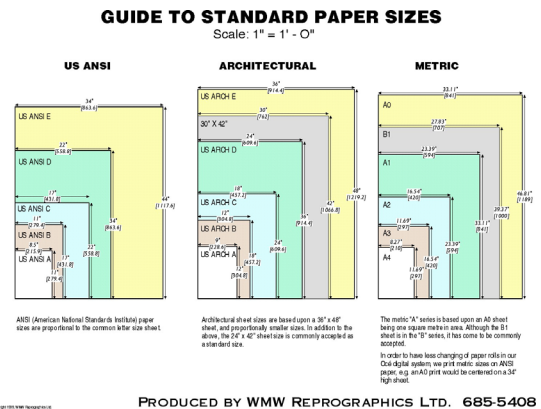 GUIDE TO STANDARD PAPER SIZES
Scale: 1" = 1' - O"
US ANSI
34"
[863.6]
US ANSI E
22"
[558.8]
US ANSI D
17"
[431.8]
US ANSI C
11"
[279.4]
US ANSI B
8.5"
[215.9]
US ANSI A
11"
[279.4]
17"
[431.8]
22"
[558.8]
34"
[863.6]
44"
[1117.6]
ANSI (American National Standards Institute) paper
sizes are proportional to the common letter size sheet.
ARCHITECTURAL
36"
[914.4]
US ARCH E
30"
[762]
30" X 42"
24"
[609.6]
US ARCH D
18"
[457.2]
US ARCH C
12"
[304.8]
US ARCH B
9"
[228.6]
US ARCH A
12"
[304.8]
18"
[457.2]
24"
[609.6]
36"
[914.4]
42"
[1066.8]
48"
[1219.2]
Architectural sheet sizes are based upon a 36" x 48"
sheet, and proportionally smaller sizes. In addition to the
above, the 24" x 42" sheet size is commonly accepted as
a standard size.
METRIC
33.11"
[841]
A0
27.83"
[707]
B1
23.39"
[594]
A1
16.54"
[420]
A2
11.69"
[297]
A3
8.27"
[210]
A4
11.69"
[297]
16.54"
[420]
23.39"
[594]
33.11"
[841]
39.37"
[1000]
46.81"
[1189]
The metric "A" series is based upon an A0 sheet
being one square metre in area. Although the B1
sheet is in the "B" series, it has come to be commonly
accepted.
In order to have less changing of paper rolls in our
Océ digital system, we print metric sizes on ANSI
paper, e.g. an A0 print would be centered on a 34"
high sheet.
PRODUCED BY WMW REPROGRAPHICS LTD. 685-5408
WMW Reprographics Ltd.